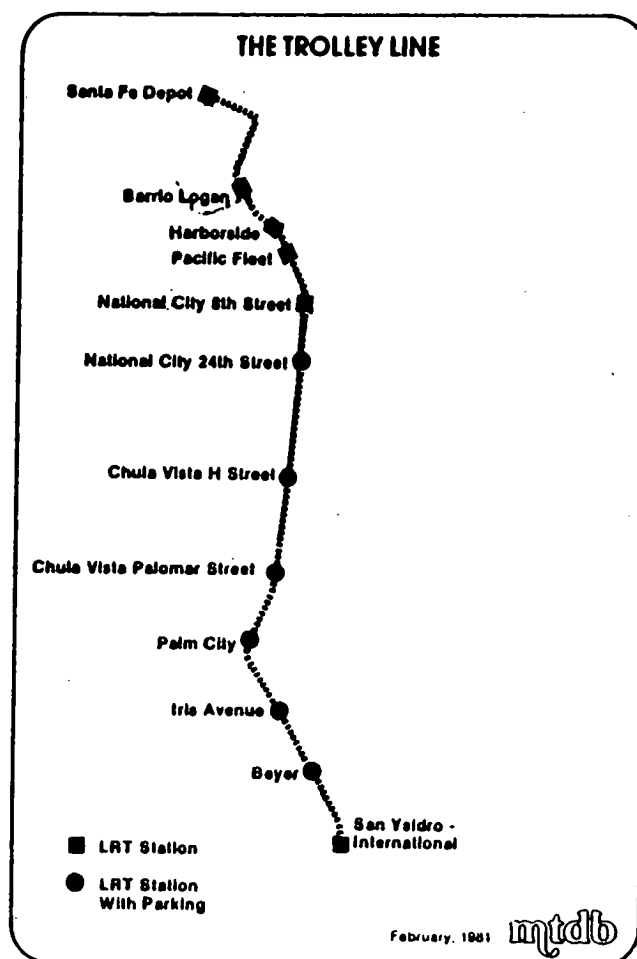 THE TROLLEY LINE
Santa Fe Depot
Barrio Logan
Harborside
Pacific Fleet
National City 8th Street
National City 24th Street
Chula Vista H Street
Chula Vista Palomar Street
Palm City
Iris Avenue
Beyer
San Ysidro -
International
LRT Station
LRT Station
With Parking
February, 1981
mtdb